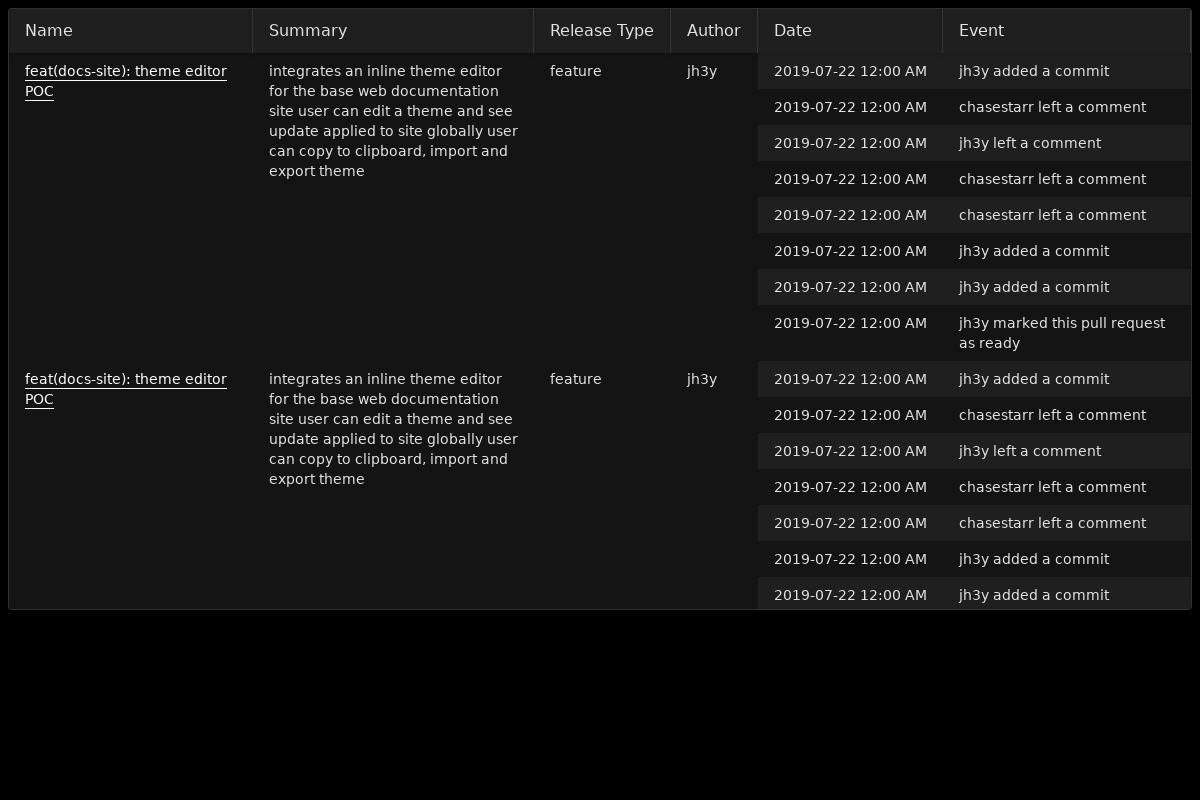 Name Summary Release Type Author Date Event
feat(docs-site): theme editor integrates an inline theme editor feature jh3y 2019-07-22 12:00 AM jh3y added a commit
POC for the base web documentation
2019-07-22 12:00 AM chasestarr left a comment
site user can edit a theme and see
update applied to site globally user
2019-07-22 12:00 AM jh3y left a comment
can copy to clipboard, import and
export theme
2019-07-22 12:00 AM chasestarr left a comment
2019-07-22 12:00 AM chasestarr left a comment
2019-07-22 12:00 AM jh3y added a commit
2019-07-22 12:00 AM jh3y added a commit
2019-07-22 12:00 AM jh3y marked this pull request
as ready
feat(docs-site): theme editor integrates an inline theme editor feature jh3y 2019-07-22 12:00 AM jh3y added a commit
POC for the base web documentation
2019-07-22 12:00 AM chasestarr left a comment
site user can edit a theme and see
update applied to site globally user
2019-07-22 12:00 AM jh3y left a comment
can copy to clipboard, import and
export theme
2019-07-22 12:00 AM chasestarr left a comment
2019-07-22 12:00 AM chasestarr left a comment
2019-07-22 12:00 AM jh3y added a commit
2019-07-22 12:00 AM jh3y added a commit